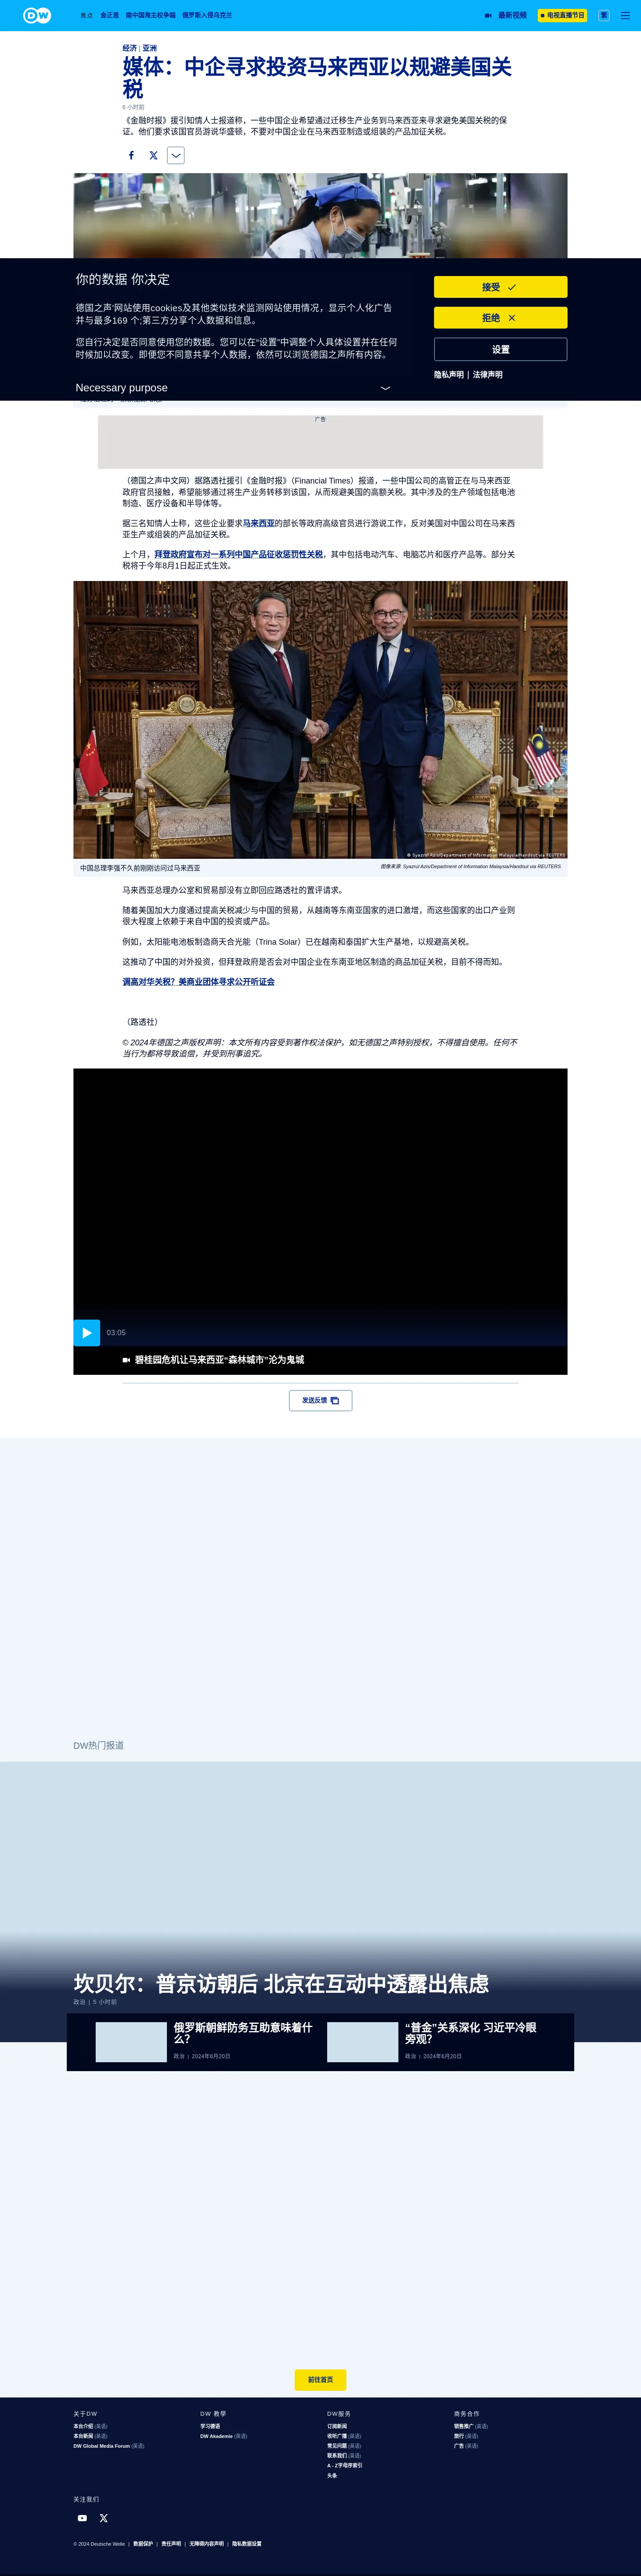 DW
焦点
金正恩
南中国海主权争端
俄罗斯入侵乌克兰
最新视频
电视直播节目
繁
经济 | 亚洲
媒体：中企寻求投资马来西亚以规避美国关
税
6 小时前
《金融时报》援引知情人士报道称，一些中国企业希望通过迁移生产业务到马来西亚来寻求避免美国关税的保
证。他们要求该国官员游说华盛顿，不要对中国企业在马来西亚制造或组装的产品加征关税。
你的数据 你决定
德国之声'网站使用cookies及其他类似技术监测网站使用情况，显示个人化广告
并与最多169 个;第三方分享个人数据和信息。
您自行决定是否同意使用您的数据。您可以在“设置”中调整个人具体设置并在任何
时候加以改变。即便您不同意共享个人数据，依然可以浏览德国之声所有内容。
Necessary purpose
接受
拒绝
设置
隐私声明 | 法律声明
广告
（德国之声中文网）据路透社援引《金融时报》（Financial Times）报道，一些中国公司的高管正在与马来西亚
政府官员接触，希望能够通过将生产业务转移到该国，从而规避美国的高额关税。其中涉及的生产领域包括电池
制造、医疗设备和半导体等。
据三名知情人士称，这些企业要求马来西亚的部长等政府高级官员进行游说工作，反对美国对中国公司在马来西
亚生产或组装的产品加征关税。
上个月，拜登政府宣布对一系列中国产品征收惩罚性关税，其中包括电动汽车、电脑芯片和医疗产品等。部分关
税将于今年8月1日起正式生效。
© Syazrul Azis/Department of Information Malaysia/Handout via REUTERS
中国总理李强不久前刚刚访问过马来西亚
图像来源: Syazrul Azis/Department of Information Malaysia/Handout via REUTERS
马来西亚总理办公室和贸易部没有立即回应路透社的置评请求。
随着美国加大力度通过提高关税减少与中国的贸易，从越南等东南亚国家的进口激增，而这些国家的出口产业则
很大程度上依赖于来自中国的投资或产品。
例如，太阳能电池板制造商天合光能（Trina Solar）已在越南和泰国扩大生产基地，以规避高关税。
这推动了中国的对外投资，但拜登政府是否会对中国企业在东南亚地区制造的商品加征关税，目前不得而知。
调高对华关税？美商业团体寻求公开听证会
（路透社）
© 2024年德国之声版权声明：本文所有内容受到著作权法保护，如无德国之声特别授权，不得擅自使用。任何不
当行为都将导致追偿，并受到刑事追究。
03:05
碧桂园危机让马来西亚“森林城市”沦为鬼城
发送反馈
DW热门报道
坎贝尔：普京访朝后 北京在互动中透露出焦虑
政治 | 5 小时前
俄罗斯朝鲜防务互助意味着什
么？
政治 | 2024年6月20日
“普金”关系深化 习近平冷眼
旁观？
政治 | 2024年6月20日
前往首页
关于DW
本台介绍 (英语)
本台新闻 (英语)
DW Global Media Forum (英语)
DW 教學
学习德语
DW Akademie (英语)
DW服务
订阅新闻
收听广播 (英语)
常见问题 (英语)
联系我们 (英语)
A - Z字母序索引
头条
商务合作
销售推广 (英语)
旅行 (英语)
广告 (英语)
关注我们
© 2024 Deutsche Welle | 数据保护 | 责任声明 | 无障碍内容声明 | 隐私数据设置